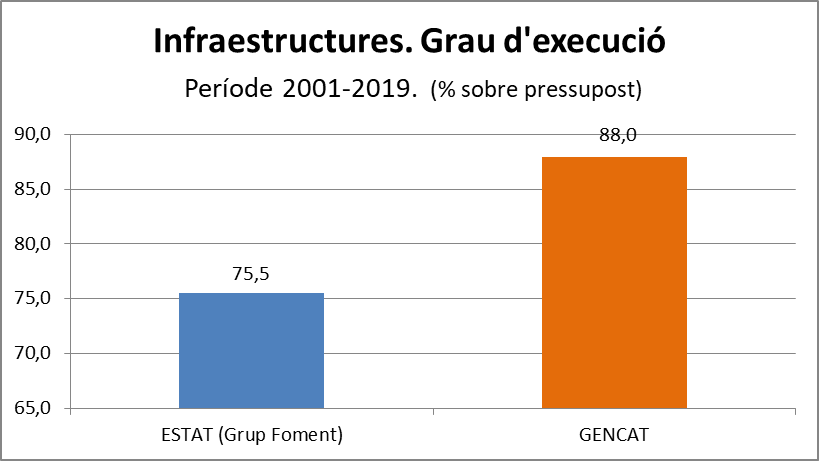 Infraestructures. Grau d'execució
Període 2001-2019. (% sobre pressupost)
90,0
88,0
85,0
80,0
75,5
75,0
70,0
65,0
ESTAT (Grup Foment) GENCAT